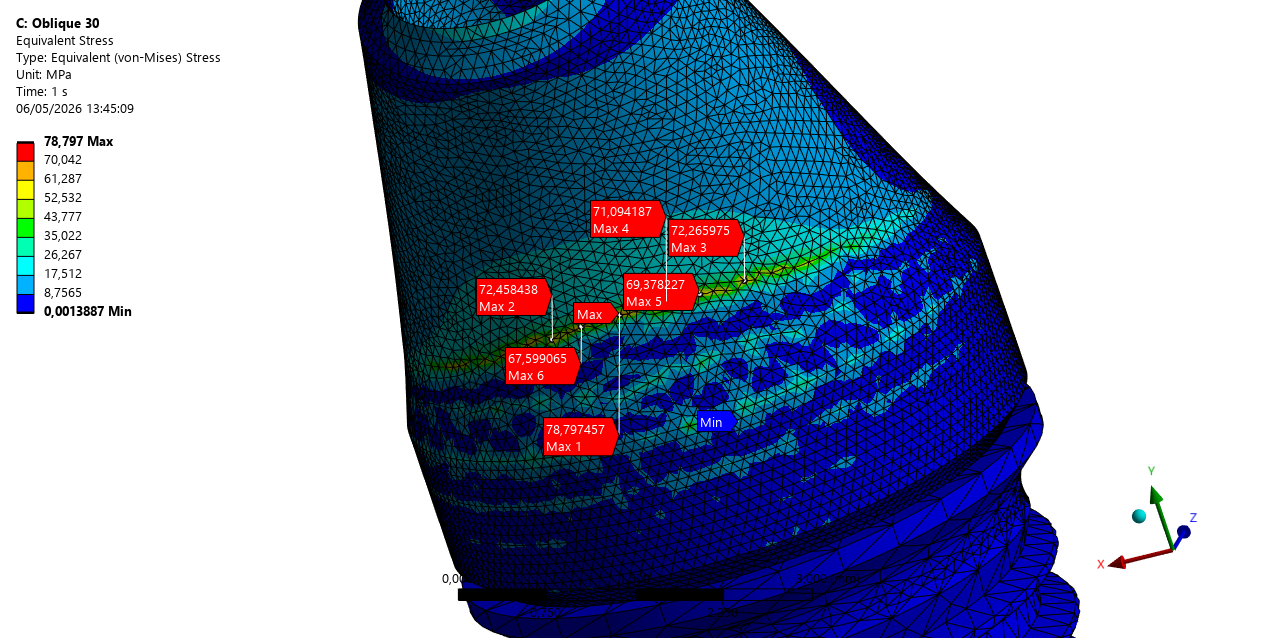 C: Oblique 30
Equivalent Stress
Type: Equivalent (von-Mises) Stress
Unit: MPa
Time: 1 s
06/05/2026 13:45:09
78,797 Max
70,042
61,287
52,532
43,777
35,022
26,267
17,512
8,7565
0,0013887 Min
71,094187
Max 4
72,265975
Max 3
69,378227
Max 5
72,458438
Max 2
Max
67,599065
Max 6
78,797457
Max 1
Min
Y
Z
X